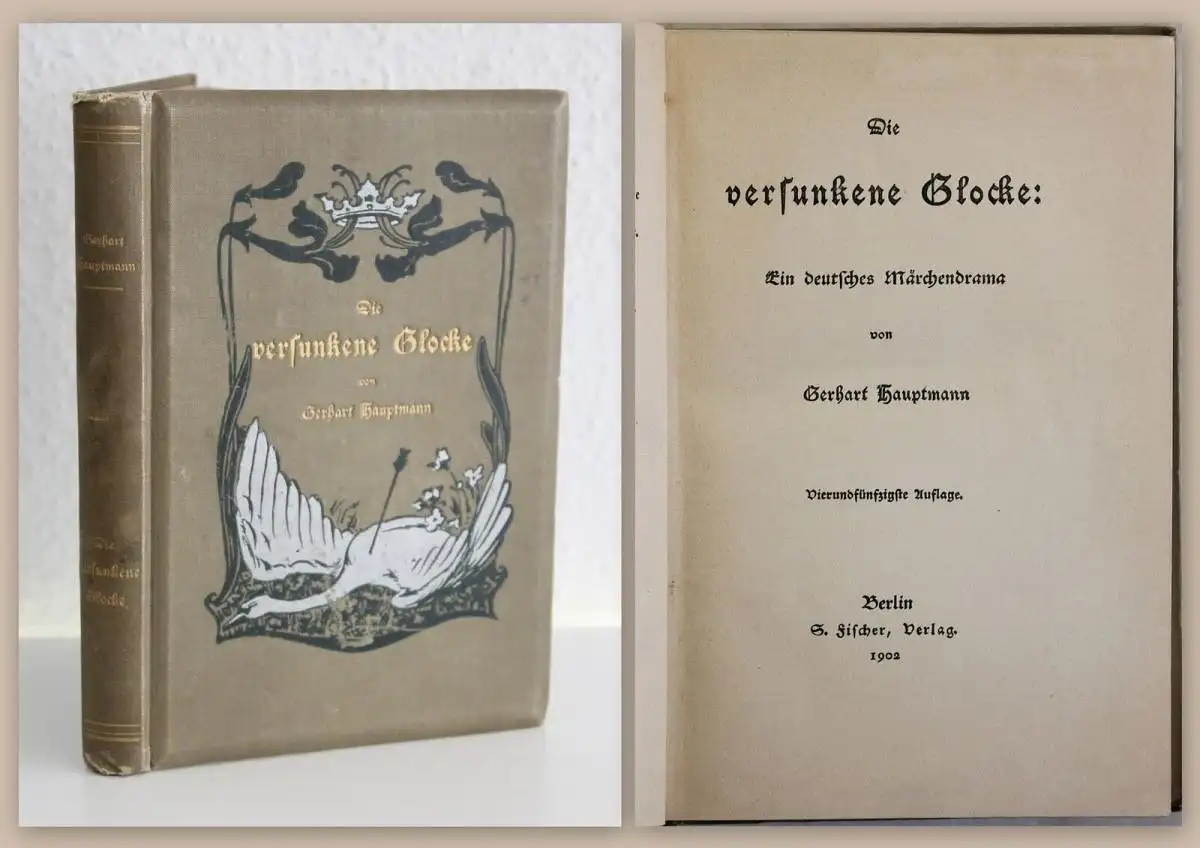 Gerhart
Hauptmann
Die
versunkene
Glocke
Die
versunkene Glocke
von
Gerhart Hauptmann
Die
versunkene Glocke:
Ein deutsches Märchendrama
von
Gerhart Hauptmann
Vierundfünfzigste Auflage.
Berlin
S. Fischer, Verlag.
1902